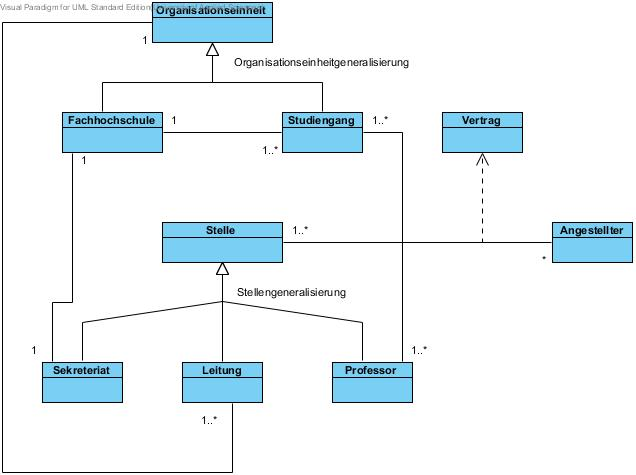 Visual Paradigm for UML Standard Edition
Organisationseinheit
1
Organisationseinheitgeneralisierung
Fachhochschule
1
Studiengang
1..*
Vertrag
1..*
1
Stelle
1..*
Angestellter
*
Stellengeneralisierung
1
1..*
Sekreteriat
Leitung
Professor
1..*